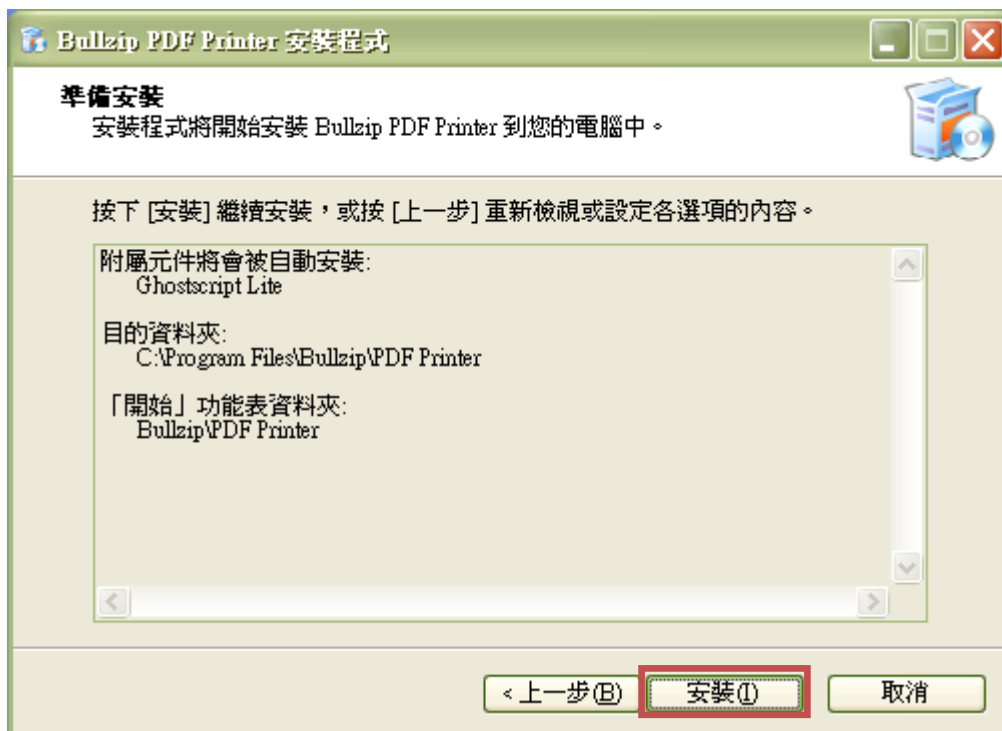 Bullzip PDF Printer 安裝程式
準備安裝
安裝程式將開始安裝 Bullzip PDF Printer 到您的電腦中。
按下 [安裝] 繼續安裝，或按 [上一步] 重新檢視或設定各選項的內容。
附屬元件將會被自動安裝:
Ghostscript Lite
目的資料夾:
C:\Program Files\Bullzip\PDF Printer
「開始」功能表資料夾:
Bullzip\PDF Printer
< 上一步(B) 安裝(I) 取消